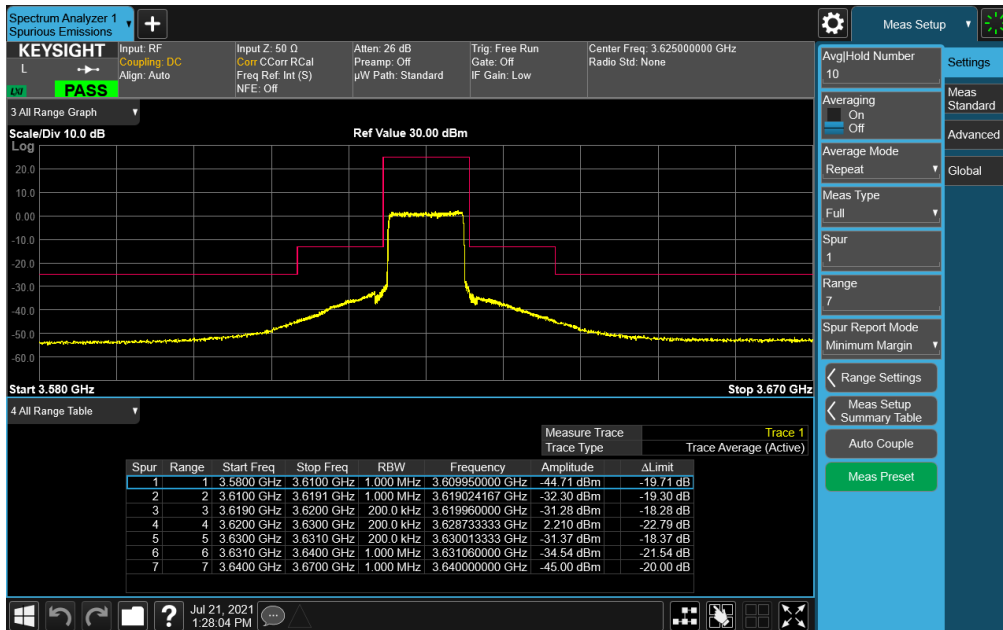 Spectrum Analyzer 1
Spurious Emissions
Meas Setup
KEYSIGHT
L
LXI
PASS
Input: RF
Coupling: DC
Align: Auto
Input Z: 50 Ω
Corr CCorr RCal
Freq Ref: Int (S)
NFE: Off
Atten: 26 dB
Preamp: Off
µW Path: Standard
Trig: Free Run
Gate: Off
IF Gain: Low
Center Freq: 3.625000000 GHz
Radio Std: None
3 All Range Graph
Scale/Div 10.0 dB
Ref Value 30.00 dBm
Log
20.0
10.0
0.00
-10.0
-20.0
-30.0
-40.0
-50.0
-60.0
Start 3.580 GHz
Stop 3.670 GHz
4 All Range Table
Measure Trace Trace 1
Trace Type Trace Average (Active)
Spur Range Start Freq Stop Freq RBW Frequency Amplitude ΔLimit
1 1 3.5800 GHz 3.6100 GHz 1.000 MHz 3.609950000 GHz -44.71 dBm -19.71 dB
2 2 3.6100 GHz 3.6191 GHz 1.000 MHz 3.619024167 GHz -32.30 dBm -19.30 dB
3 3 3.6190 GHz 3.6200 GHz 200.0 kHz 3.619960000 GHz -31.28 dBm -18.28 dB
4 4 3.6200 GHz 3.6300 GHz 200.0 kHz 3.628733333 GHz 2.210 dBm -22.79 dB
5 5 3.6300 GHz 3.6310 GHz 200.0 kHz 3.630013333 GHz -31.37 dBm -18.37 dB
6 6 3.6310 GHz 3.6400 GHz 1.000 MHz 3.631060000 GHz -34.54 dBm -21.54 dB
7 7 3.6400 GHz 3.6700 GHz 1.000 MHz 3.640000000 GHz -45.00 dBm -20.00 dB
Avg|Hold Number
10
Averaging
On
Off
Average Mode
Repeat
Meas Type
Full
Spur
1
Range
7
Spur Report Mode
Minimum Margin
Range Settings
Meas Setup
Summary Table
Auto Couple
Meas Preset
Settings
Meas
Standard
Advanced
Global
?
Jul 21, 2021
1:28:04 PM